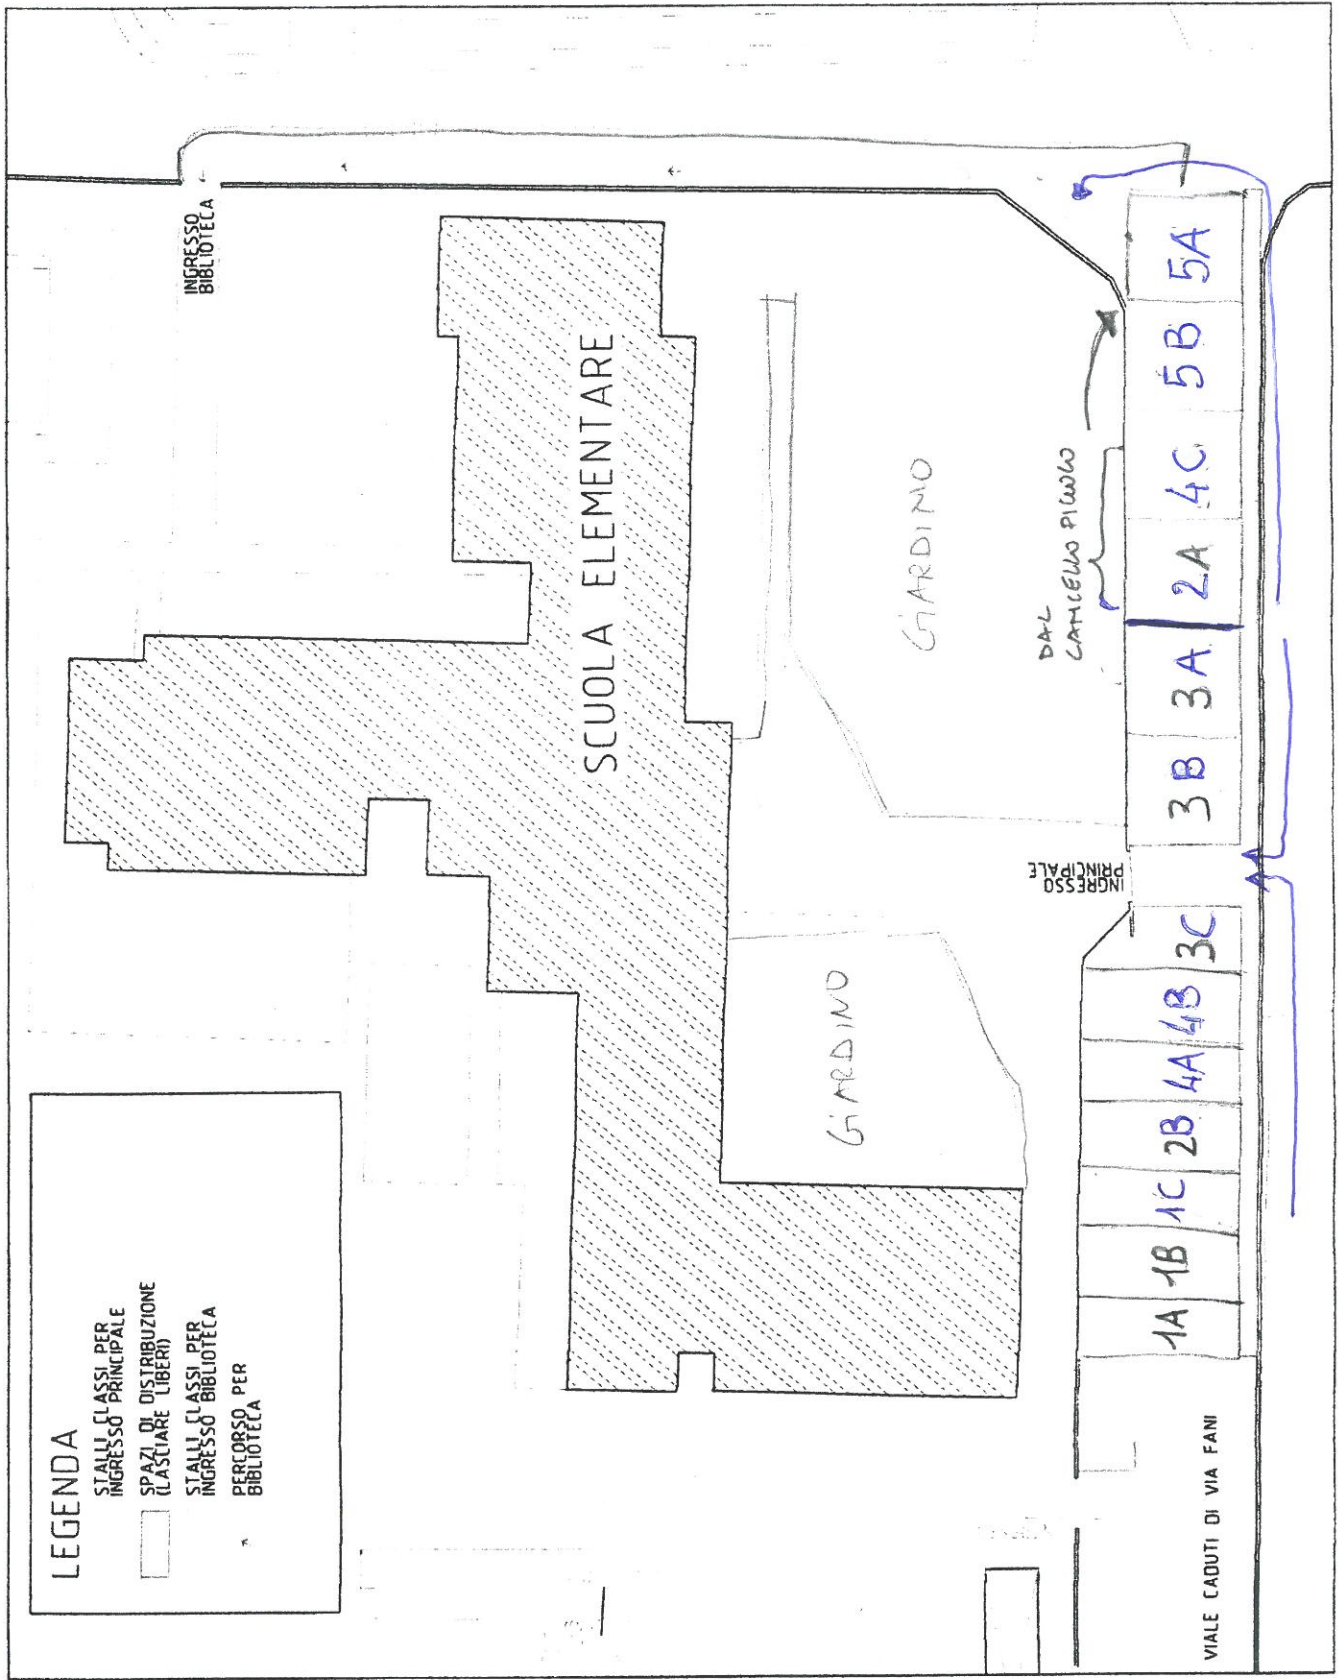 LEGENDA
STALLI CLASSI PER
INGRESSO PRINCIPALE
SPAZI DI DISTRIBUZIONE
(LASCIARE LIBERI)
STALLI CLASSI PER
INGRESSO BIBLIOTECA
PERCORSO PER
BIBLIOTECA
INGRESSO
BIBLIOTECA
SCUOLA ELEMENTARE
GIARDINO
GIARDINO
DAL
CANCELLO PICCOLO
INGRESSO
PRINCIPALE
1A 1B 1C 2B 4A 4B 3C 3B 3A 2A 4C 5B 5A
VIALE CADUTI DI VIA FANI